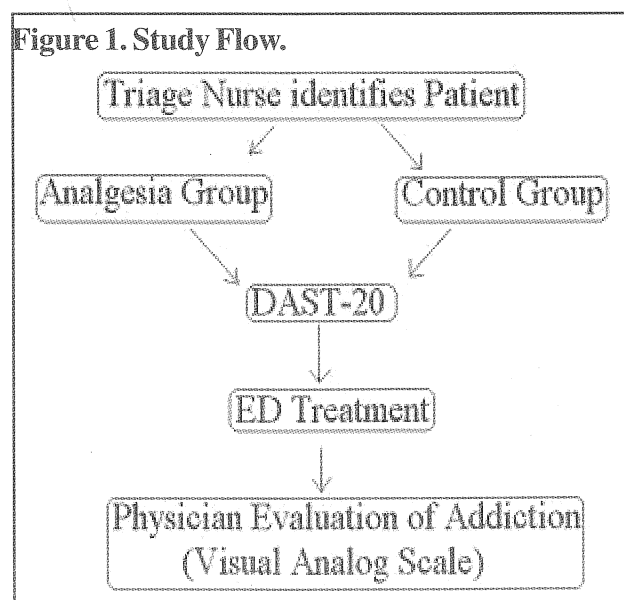 Figure 1. Study Flow.
Triage Nurse identifies Patient
Analgesia Group
Control Group
DAST-20
ED Treatment
Physician Evaluation of Addiction
(Visual Analog Scale)